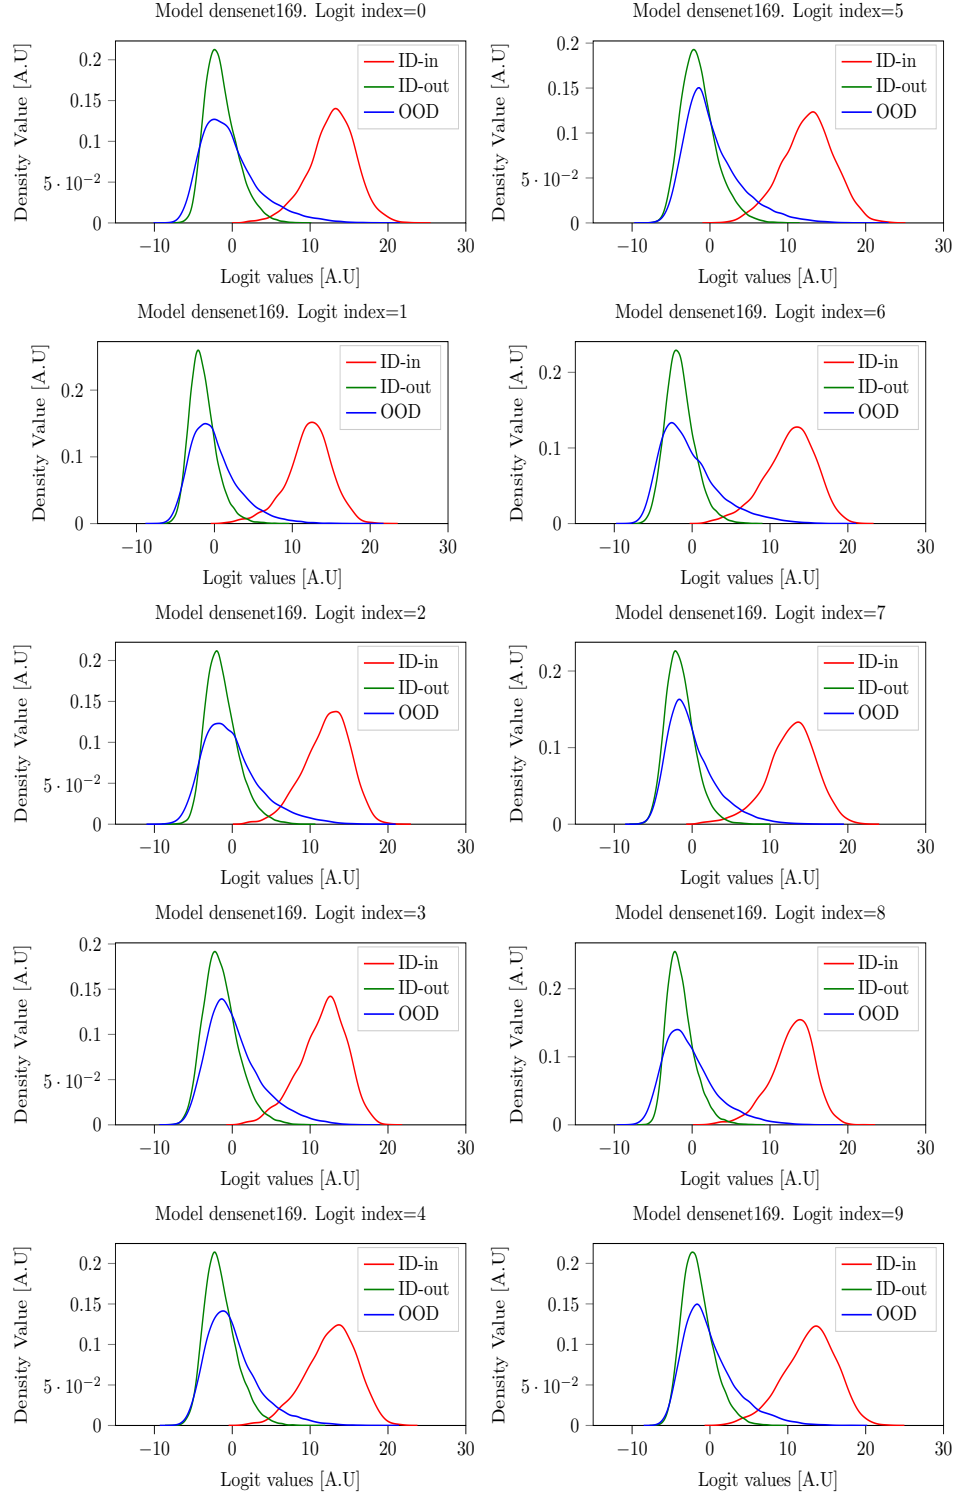 Model densenet169. Logit index=0
Density Value [A.U]
0.2
0.15
0.1
5 · 10⁻²
0
ID-in
ID-out
OOD
−10 0 10 20 30
Logit values [A.U]
Model densenet169. Logit index=5
Density Value [A.U]
0.2
0.15
0.1
5 · 10⁻²
0
ID-in
ID-out
OOD
−10 0 10 20 30
Logit values [A.U]
Model densenet169. Logit index=1
Density Value [A.U]
0.2
0.1
0
ID-in
ID-out
OOD
−10 0 10 20 30
Logit values [A.U]
Model densenet169. Logit index=6
Density Value [A.U]
0.2
0.1
0
ID-in
ID-out
OOD
−10 0 10 20 30
Logit values [A.U]
Model densenet169. Logit index=2
Density Value [A.U]
0.2
0.15
0.1
5 · 10⁻²
0
ID-in
ID-out
OOD
−10 0 10 20 30
Logit values [A.U]
Model densenet169. Logit index=7
Density Value [A.U]
0.2
0.1
0
ID-in
ID-out
OOD
−10 0 10 20 30
Logit values [A.U]
Model densenet169. Logit index=3
Density Value [A.U]
0.2
0.15
0.1
5 · 10⁻²
0
ID-in
ID-out
OOD
−10 0 10 20 30
Logit values [A.U]
Model densenet169. Logit index=8
Density Value [A.U]
0.2
0.1
0
ID-in
ID-out
OOD
−10 0 10 20 30
Logit values [A.U]
Model densenet169. Logit index=4
Density Value [A.U]
0.2
0.15
0.1
5 · 10⁻²
0
ID-in
ID-out
OOD
−10 0 10 20 30
Logit values [A.U]
Model densenet169. Logit index=9
Density Value [A.U]
0.2
0.15
0.1
5 · 10⁻²
0
ID-in
ID-out
OOD
−10 0 10 20 30
Logit values [A.U]